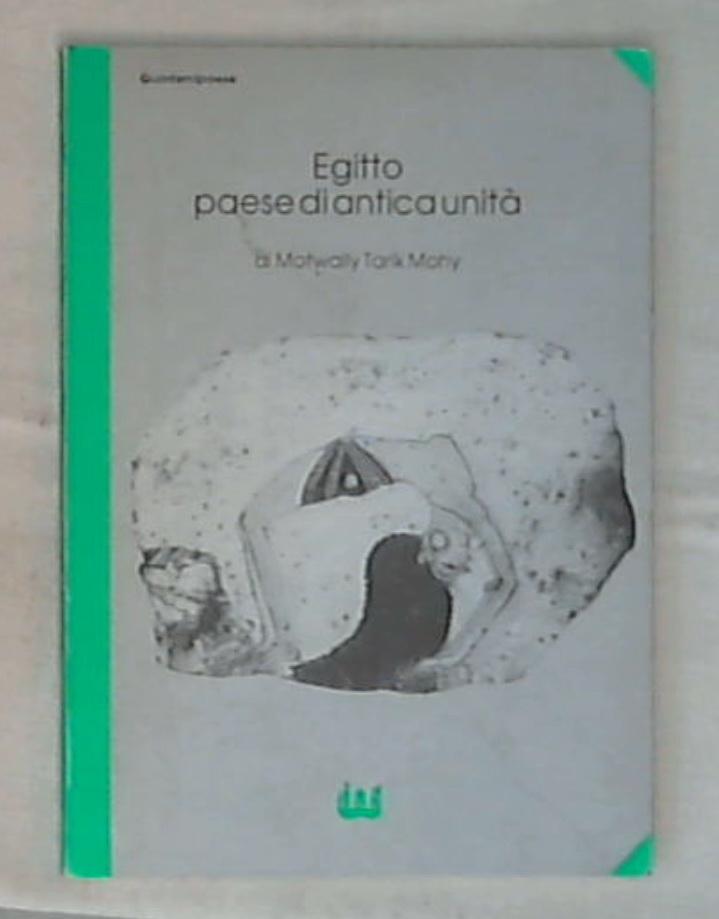 Egitto
paese di antica unità
di Motwally Tarik Mohy